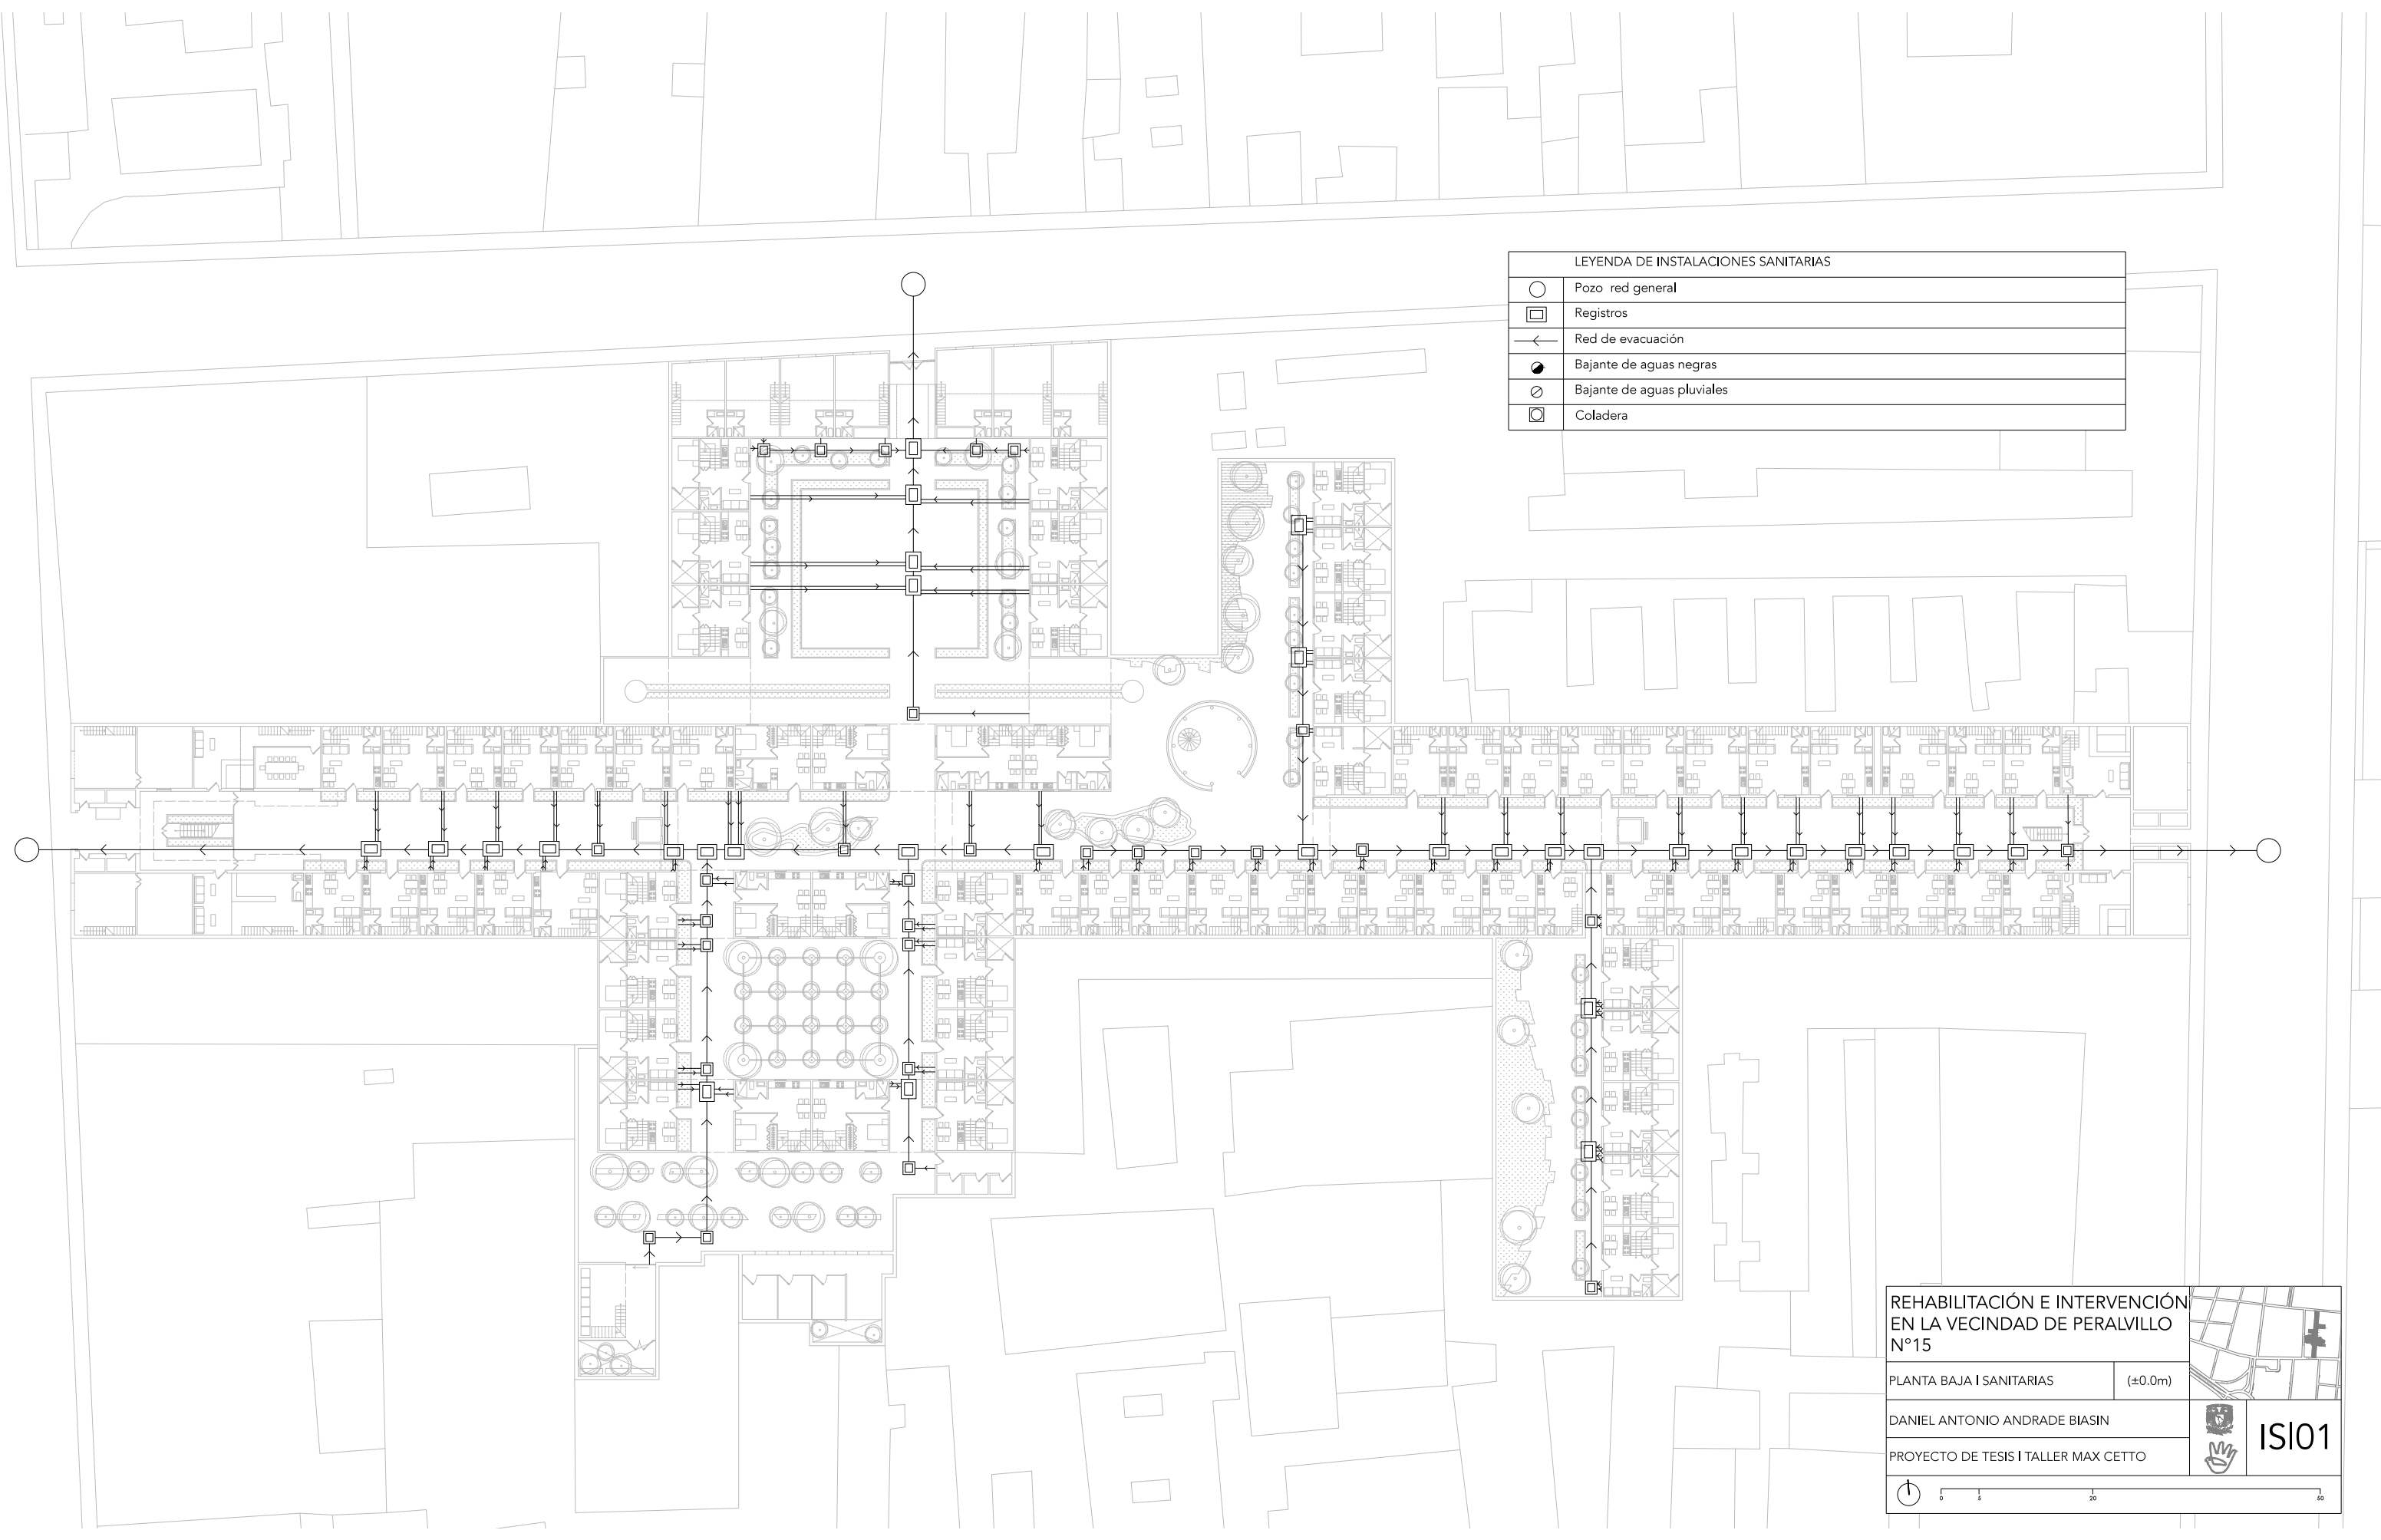 LEYENDA DE INSTALACIONES SANITARIAS
Pozo red general
Registros
Red de evacuación
Bajante de aguas negras
Bajante de aguas pluviales
Coladera
REHABILITACIÓN E INTERVENCIÓN
EN LA VECINDAD DE PERALVILLO
N°15
PLANTA BAJA | SANITARIAS (±0.0m)
DANIEL ANTONIO ANDRADE BIASIN
PROYECTO DE TESIS | TALLER MAX CETTO
IS|01
0 5 20 50